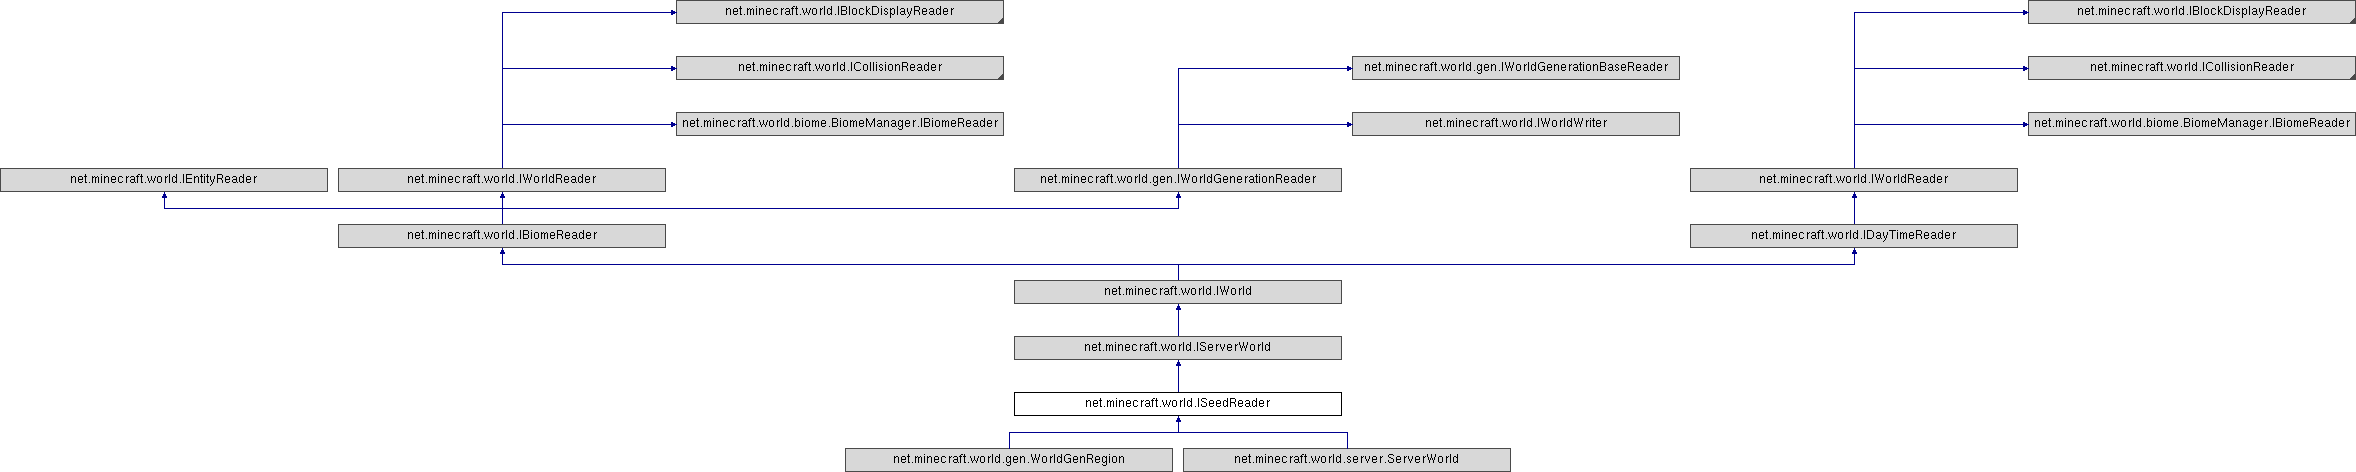 net.minecraft.world.IBlockDisplayReader
net.minecraft.world.IBlockDisplayReader
net.minecraft.world.ICollisionReader
net.minecraft.world.gen.IWorldGenerationBaseReader
net.minecraft.world.ICollisionReader
net.minecraft.world.biome.BiomeManager.IBiomeReader
net.minecraft.world.IWorldWriter
net.minecraft.world.biome.BiomeManager.IBiomeReader
net.minecraft.world.IEntityReader
net.minecraft.world.IWorldReader
net.minecraft.world.gen.IWorldGenerationReader
net.minecraft.world.IWorldReader
net.minecraft.world.IBiomeReader
net.minecraft.world.IDayTimeReader
net.minecraft.world.IWorld
net.minecraft.world.IServerWorld
net.minecraft.world.ISeedReader
net.minecraft.world.gen.WorldGenRegion
net.minecraft.world.server.ServerWorld